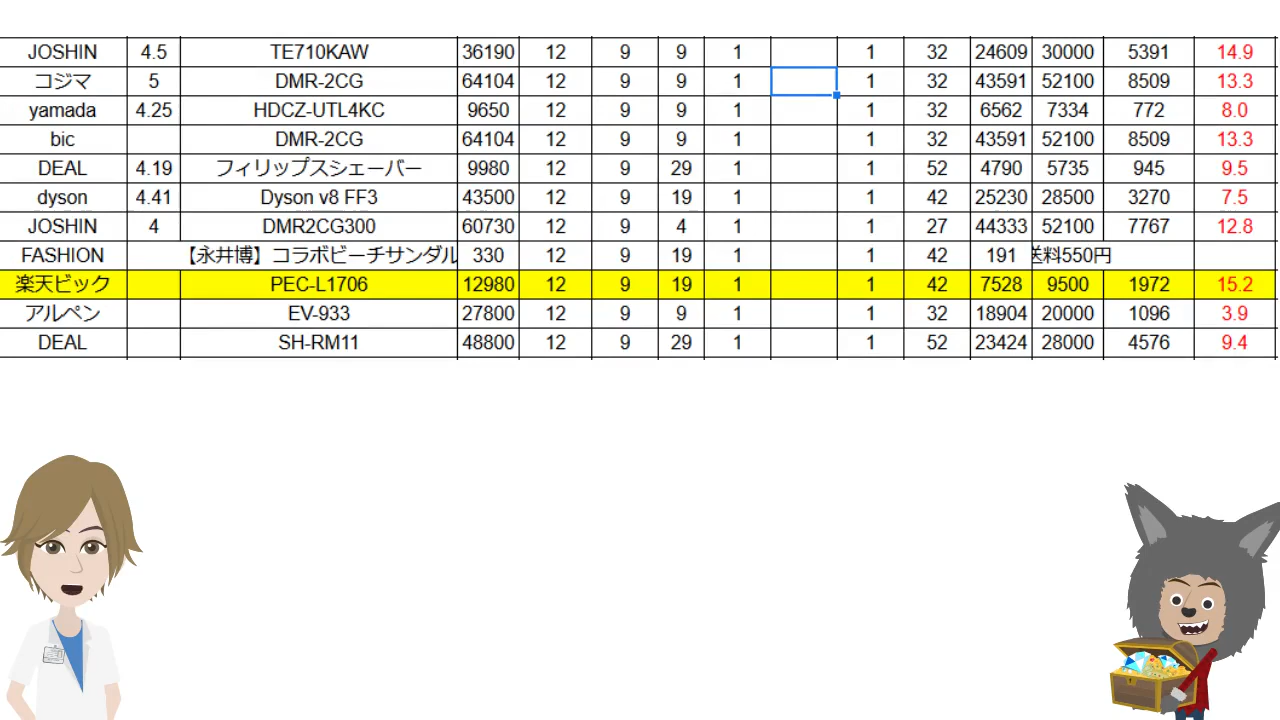 JOSHIN 4.5 TE710KAW 36190 12 9 9 1 1 32 24609 30000 5391 14.9
コジマ 5 DMR-2CG 64104 12 9 9 1 1 32 43591 52100 8509 13.3
yamada 4.25 HDCZ-UTL4KC 9650 12 9 9 1 1 32 6562 7334 772 8.0
bic DMR-2CG 64104 12 9 9 1 1 32 43591 52100 8509 13.3
DEAL 4.19 フィリップスシェーバー 9980 12 9 29 1 1 52 4790 5735 945 9.5
dyson 4.41 Dyson v8 FF3 43500 12 9 19 1 1 42 25230 28500 3270 7.5
JOSHIN 4 DMR2CG300 60730 12 9 4 1 1 27 44333 52100 7767 12.8
FASHION 【永井博】コラボビーチサンダル 330 12 9 19 1 1 42 191 送料550円
楽天ビック PEC-L1706 12980 12 9 19 1 1 42 7528 9500 1972 15.2
アルペン EV-933 27800 12 9 9 1 1 32 18904 20000 1096 3.9
DEAL SH-RM11 48800 12 9 29 1 1 52 23424 28000 4576 9.4